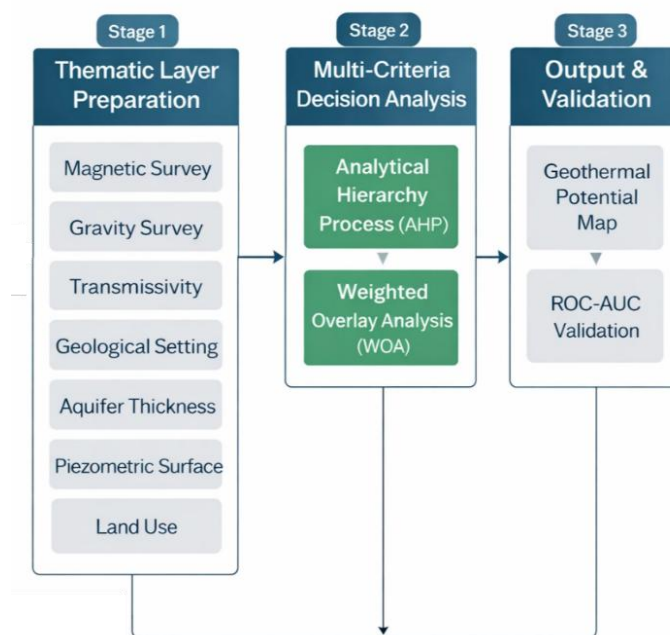 Stage 1
Thematic Layer
Preparation
Magnetic Survey
Gravity Survey
Transmissivity
Geological Setting
Aquifer Thickness
Piezometric Surface
Land Use
Stage 2
Multi-Criteria
Decision Analysis
Analytical
Hierarchy
Process (AHP)
Weighted
Overlay Analysis
(WOA)
Stage 3
Output &
Validation
Geothermal
Potential
Map
ROC-AUC
Validation